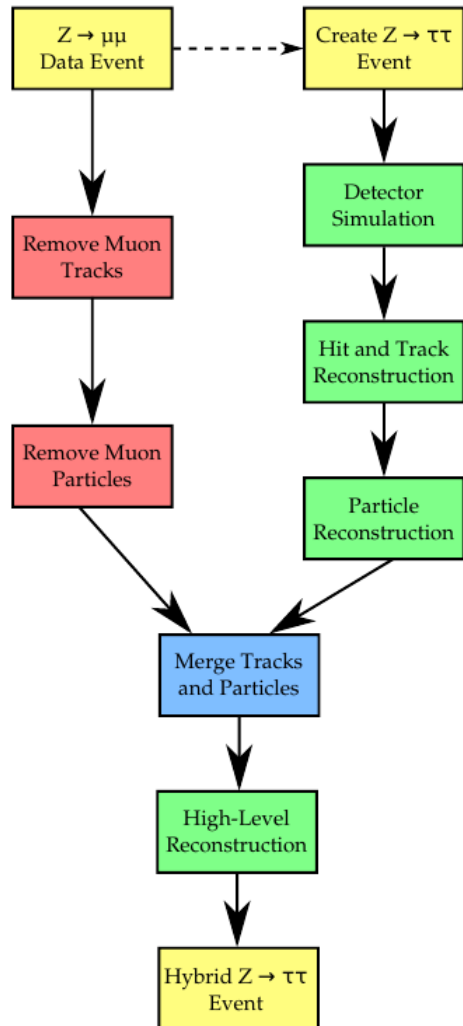 Z → μμ
Data Event
Create Z → ττ
Event
Detector
Simulation
Remove Muon
Tracks
Hit and Track
Reconstruction
Remove Muon
Particles
Particle
Reconstruction
Merge Tracks
and Particles
High-Level
Reconstruction
Hybrid Z → ττ
Event